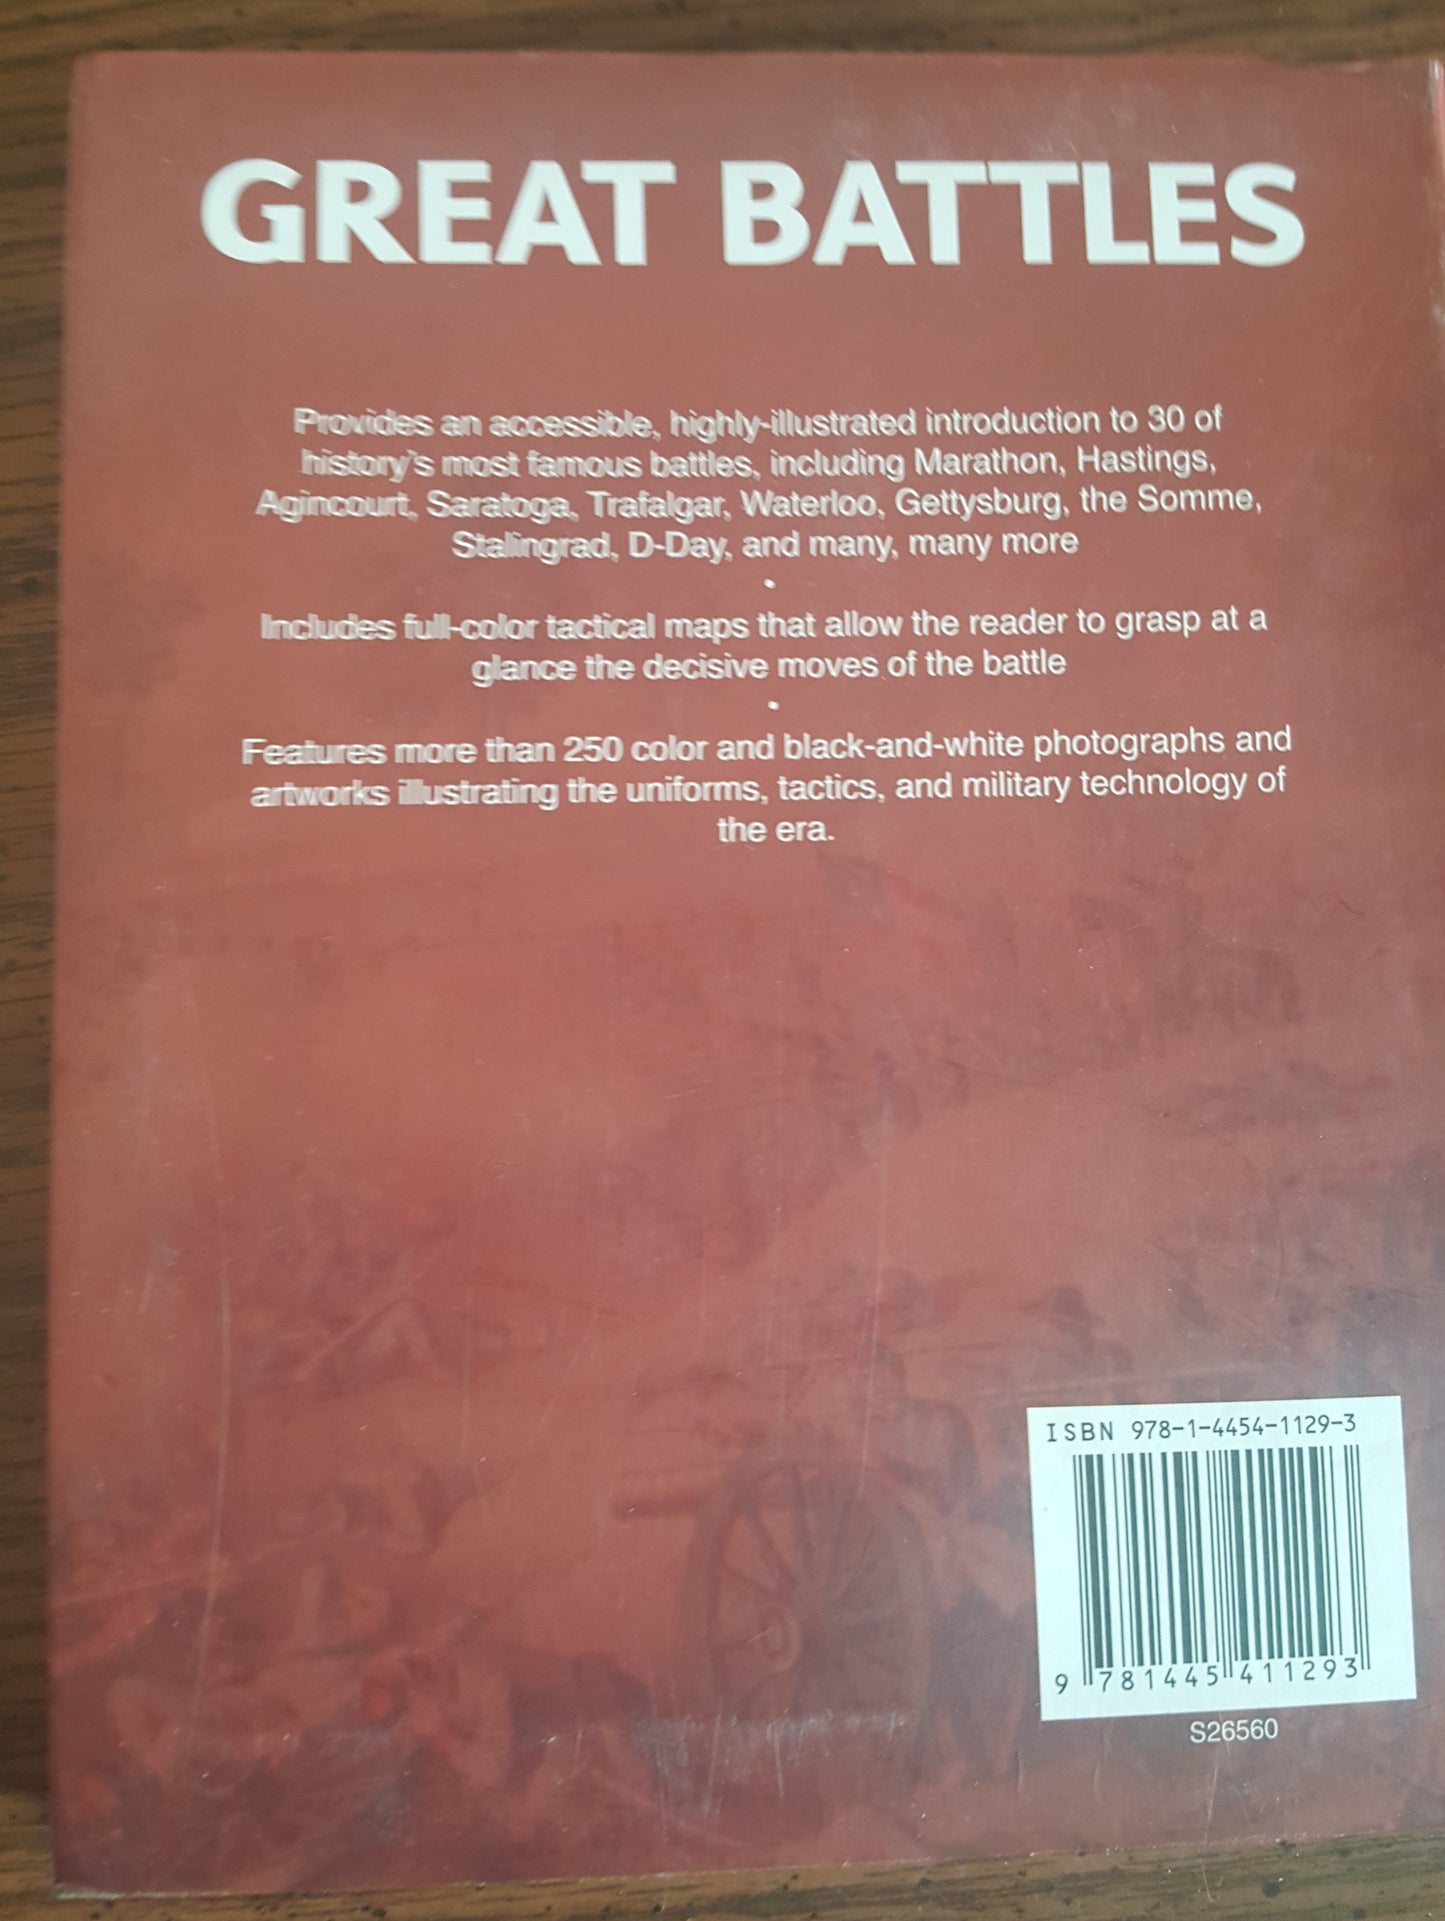 GREAT BATTLES
Provides an accessible, highly-illustrated introduction to 30 of
history's most famous battles, including Marathon, Hastings,
Agincourt, Saratoga, Trafalgar, Waterloo, Gettysburg, the Somme,
Stalingrad, D-Day, and many, many more
•
Includes full-color tactical maps that allow the reader to grasp at a
glance the decisive moves of the battle
•
Features more than 250 color and black-and-white photographs and
artworks illustrating the uniforms, tactics, and military technology of
the era.
ISBN 978-1-4454-1129-3
9 781445 411293
S26560